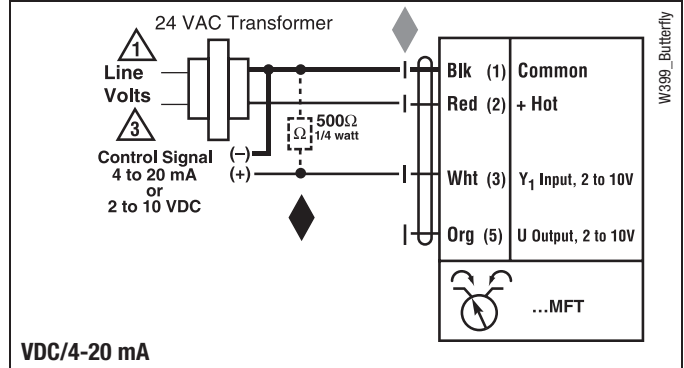 24 VAC Transformer
1
Line
Volts
3
Control Signal
4 to 20 mA
or
2 to 10 VDC
(–)
(+)
Ω
500Ω
1/4 watt
Blk (1) Common
Red (2) + Hot
Wht (3) Y1 Input, 2 to 10V
Org (5) U Output, 2 to 10V
...MFT
W399_Butterfly
VDC/4-20 mA